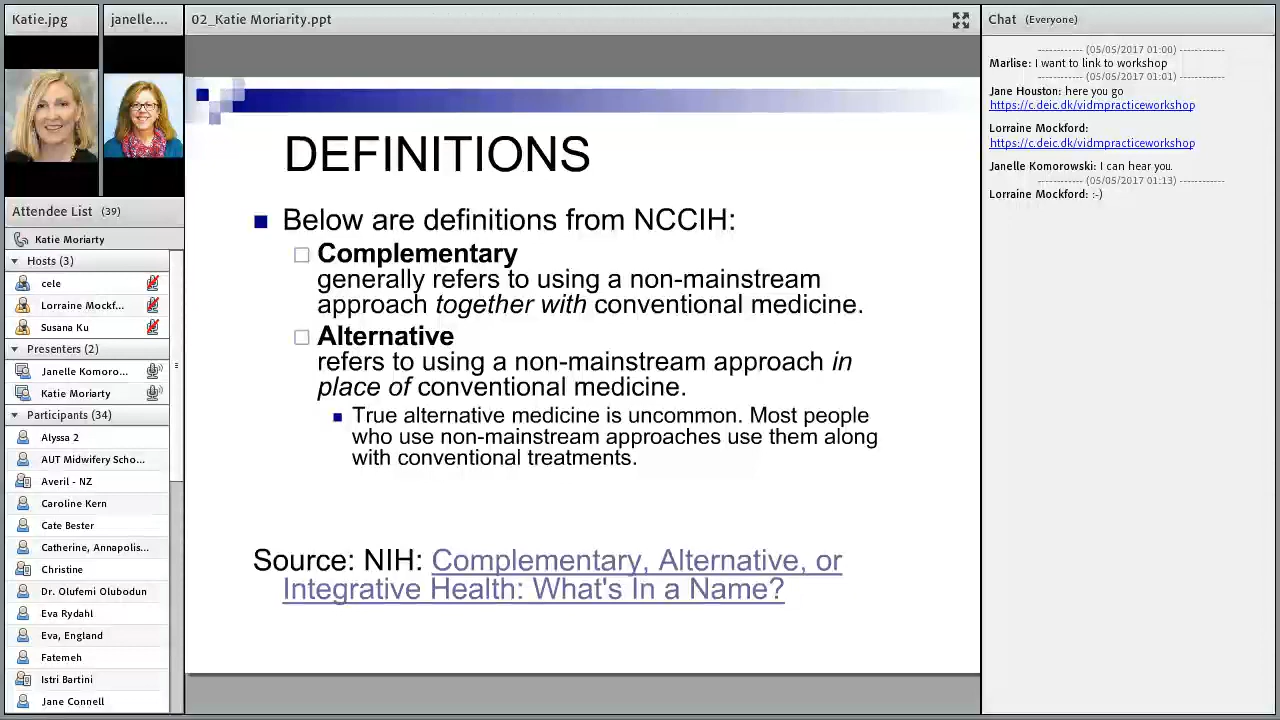 Katie.jpg
janelle....
02_Katie Moriarity.ppt
Attendee List (39)
Katie Moriarty
Hosts (3)
cele
Lorraine Mockf...
Susana Ku
Presenters (2)
Janelle Komoro...
Katie Moriarty
Participants (34)
Alyssa 2
AUT Midwifery Scho...
Averil - NZ
Caroline Kern
Cate Bester
Catherine, Annapolis...
Christine
Dr. Olufemi Olubodun
Eva Rydahl
Eva, England
Fatemeh
Istri Bartini
Jane Connell
DEFINITIONS
Below are definitions from NCCIH:
Complementary
generally refers to using a non-mainstream
approach together with conventional medicine.
Alternative
refers to using a non-mainstream approach in
place of conventional medicine.
True alternative medicine is uncommon. Most people
who use non-mainstream approaches use them along
with conventional treatments.
Source: NIH: Complementary, Alternative, or
Integrative Health: What's In a Name?
Chat (Everyone)
------------ (05/05/2017 01:00) ------------
Marlise: I want to link to workshop
------------ (05/05/2017 01:01) ------------
Jane Houston: here you go
https://c.deic.dk/vidmpracticeworkshop
Lorraine Mockford:
https://c.deic.dk/vidmpracticeworkshop
Janelle Komorowski: I can hear you.
------------ (05/05/2017 01:13) ------------
Lorraine Mockford: :-)